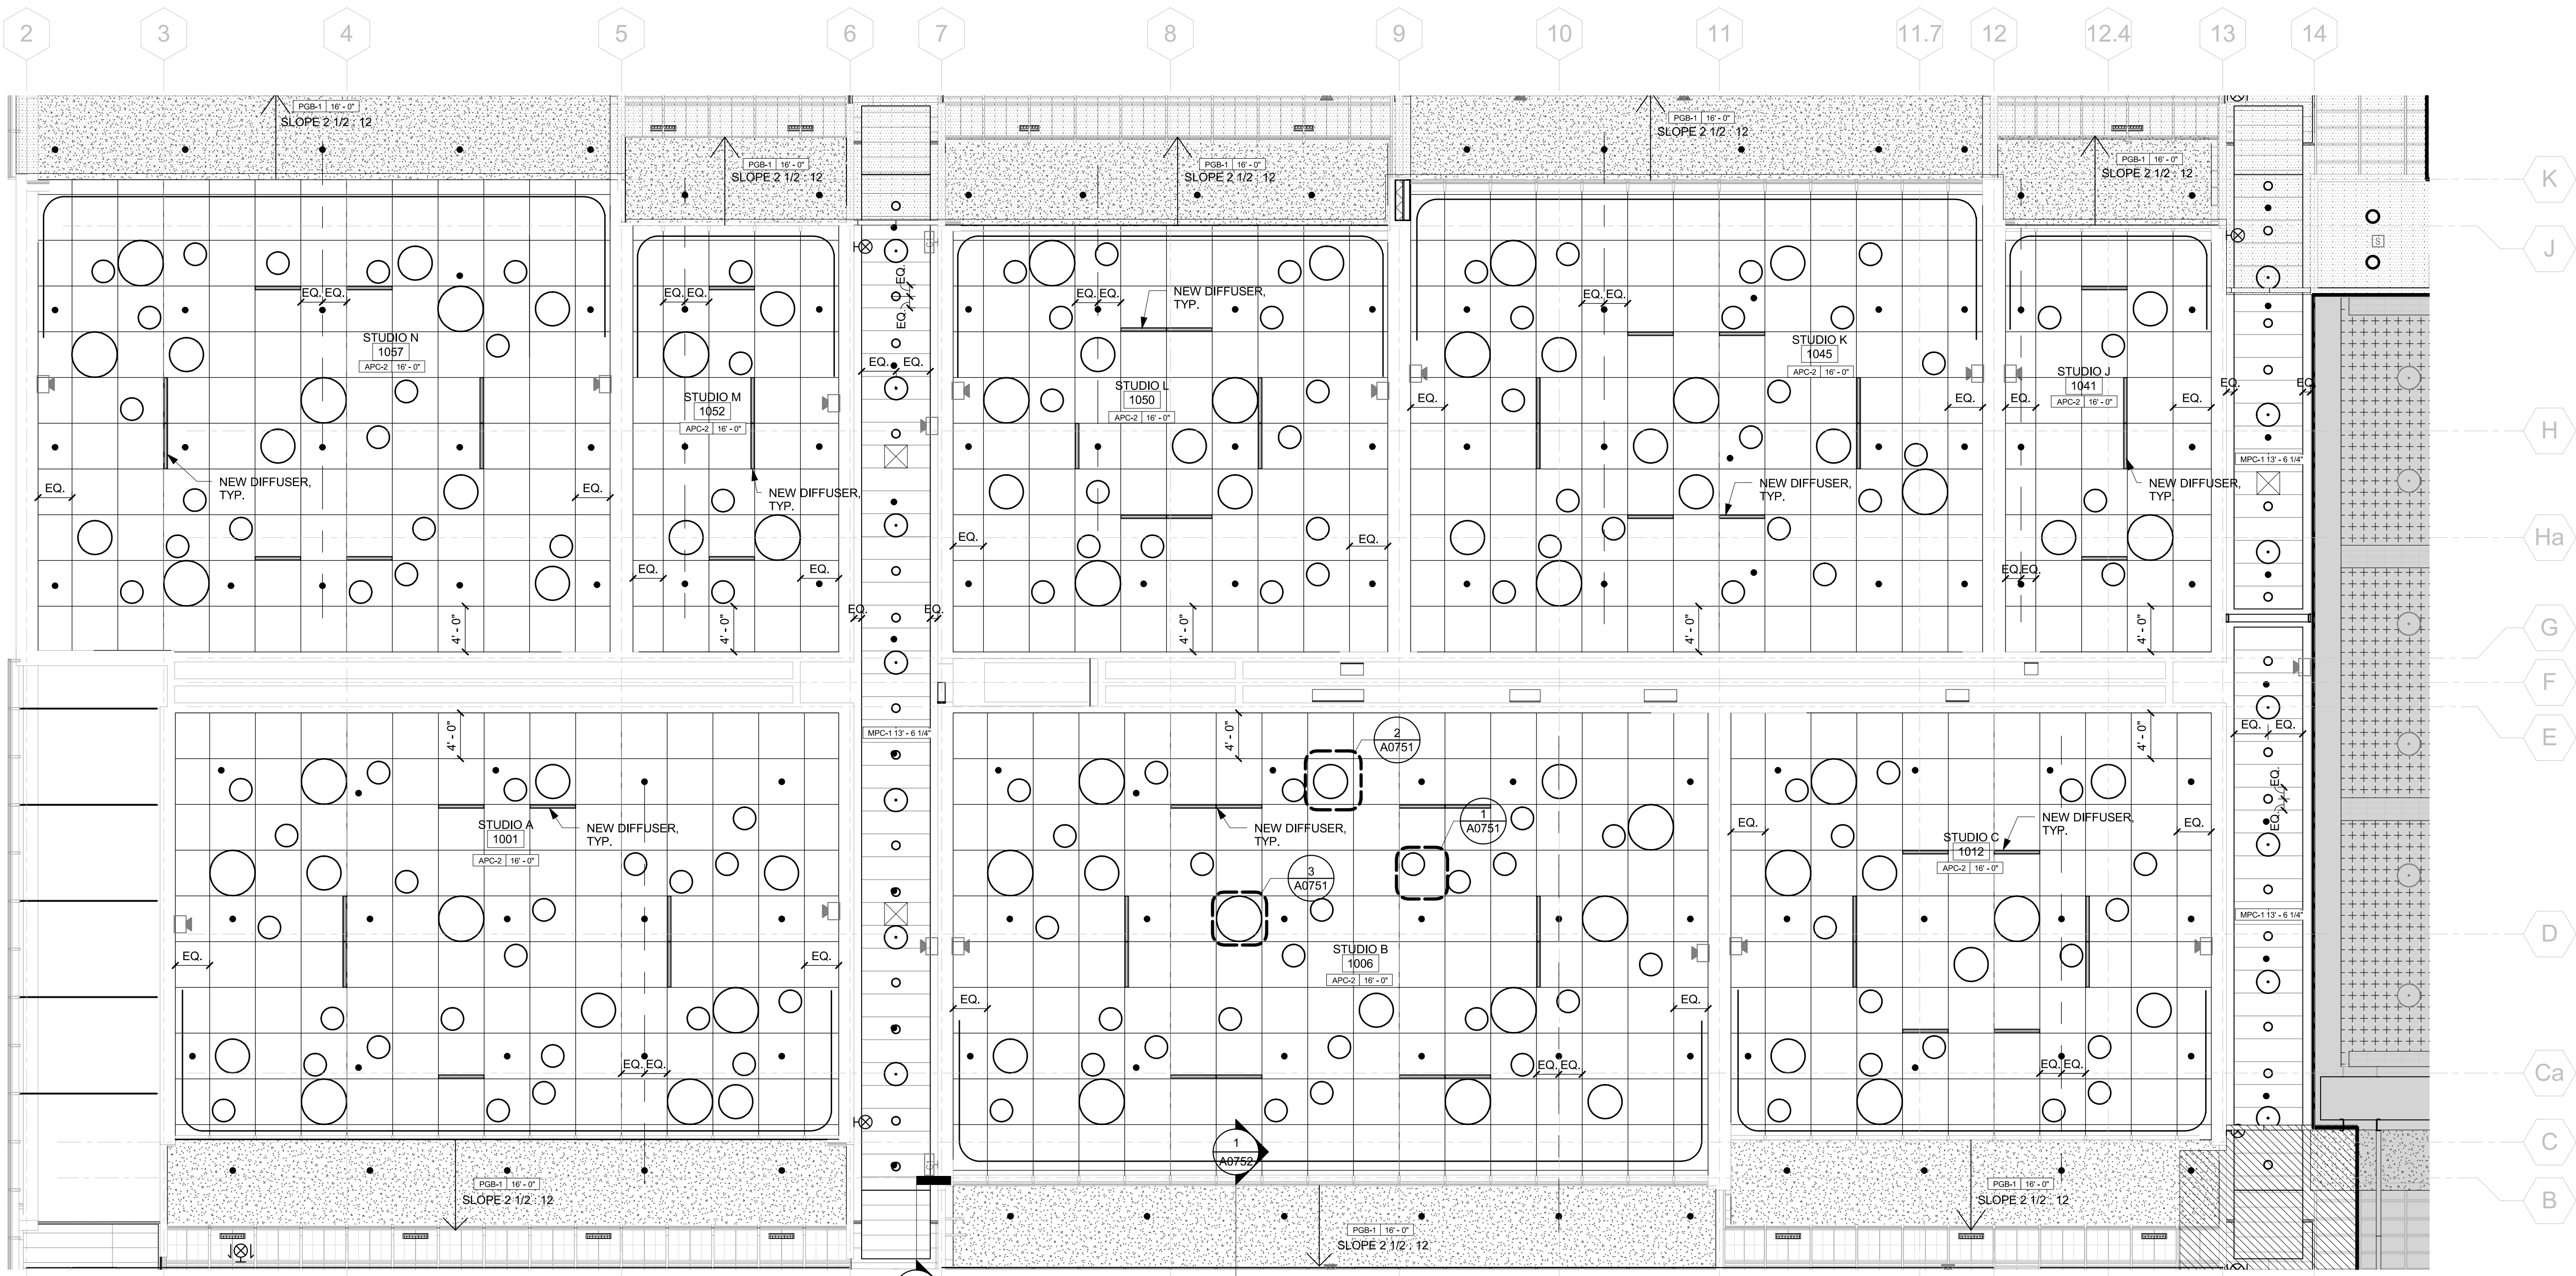 2
3
4
5
6
7
8
9
10
11
11.7
12
12.4
13
14
PGB-1 16' - 0"
SLOPE 2 1/2 : 12
PGB-1 16' - 0"
SLOPE 2 1/2 : 12
PGB-1 16' - 0"
SLOPE 2 1/2 : 12
PGB-1 16' - 0"
SLOPE 2 1/2 : 12
PGB-1 16' - 0"
SLOPE 2 1/2 : 12
K
J
S
EQ. EQ.
EQ. EQ.
EQ.
EQ.
EQ. EQ.
NEW DIFFUSER,
TYP.
EQ. EQ.
STUDIO N
1057
APC-2 16' - 0"
STUDIO M
1052
APC-2 16' - 0"
EQ. EQ.
STUDIO L
1050
APC-2 16' - 0"
STUDIO K
1045
APC-2 16' - 0"
STUDIO J
1041
APC-2 16' - 0"
EQ.
EQ.
EQ.
EQ.
EQ.
EQ.
H
MPC-1 13' - 6 1/4"
NEW DIFFUSER,
TYP.
NEW DIFFUSER,
TYP.
NEW DIFFUSER,
TYP.
NEW DIFFUSER,
TYP.
EQ.
EQ.
EQ.
EQ.
Ha
EQ.
EQ.
EQ. EQ.
EQ.
EQ.
4' - 0"
4' - 0"
4' - 0"
4' - 0"
4' - 0"
G
F
E
4' - 0"
MPC-1 13' - 6 1/4"
4' - 0"
2
A0751
4' - 0"
EQ. EQ.
EQ.
EQ.
STUDIO A
1001
APC-2 16' - 0"
NEW DIFFUSER,
TYP.
NEW DIFFUSER,
TYP.
1
A0751
3
A0751
EQ.
STUDIO C
1012
APC-2 16' - 0"
NEW DIFFUSER,
TYP.
EQ.
MPC-1 13' - 6 1/4"
D
EQ.
EQ.
STUDIO B
1006
APC-2 16' - 0"
EQ.
EQ.
EQ. EQ.
EQ. EQ.
EQ. EQ.
Ca
1
A0752
C
PGB-1 16' - 0"
SLOPE 2 1/2 : 12
PGB-1 16' - 0"
SLOPE 2 1/2 : 12
PGB-1 16' - 0"
SLOPE 2 1/2 : 12
B